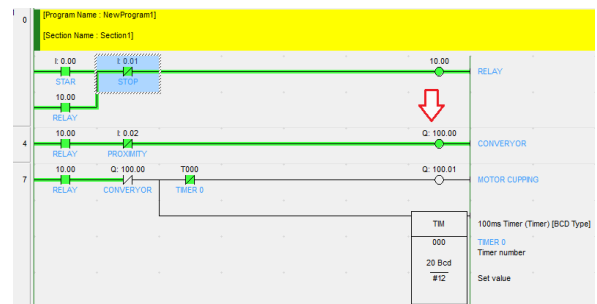 [Program Name : NewProgram1]
0
[Section Name : Section1]
I: 0.00 I: 0.01 10.00
RELAY
STAR STOP
10.00
RELAY
10.00 I: 0.02 Q: 100.00
4 CONVERYOR
RELAY PROXIMITY
10.00 Q: 100.00 T000 Q: 100.01
7 MOTOR CUPPING
RELAY CONVERYOR TIMER 0
TIM 100ms Timer (Timer) [BCD Type]
000 TIMER 0
Timer number
20 Bcd
#12 Set value